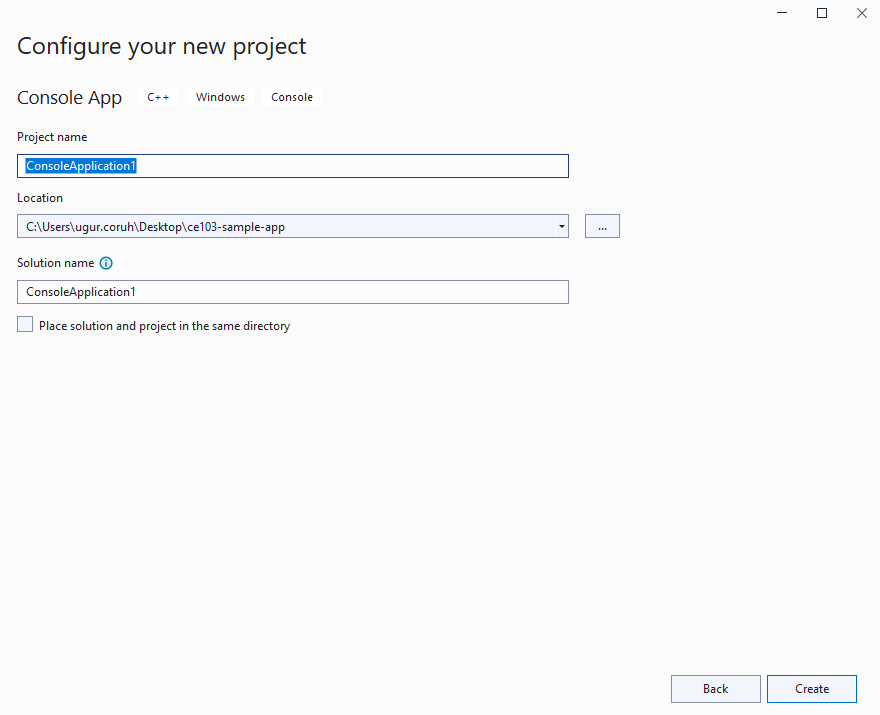 Configure your new project
Console App C++ Windows Console
Project name
ConsoleApplication1
Location
C:\Users\ugur.coruh\Desktop\ce103-sample-app
...
Solution name
ConsoleApplication1
Place solution and project in the same directory
Back Create